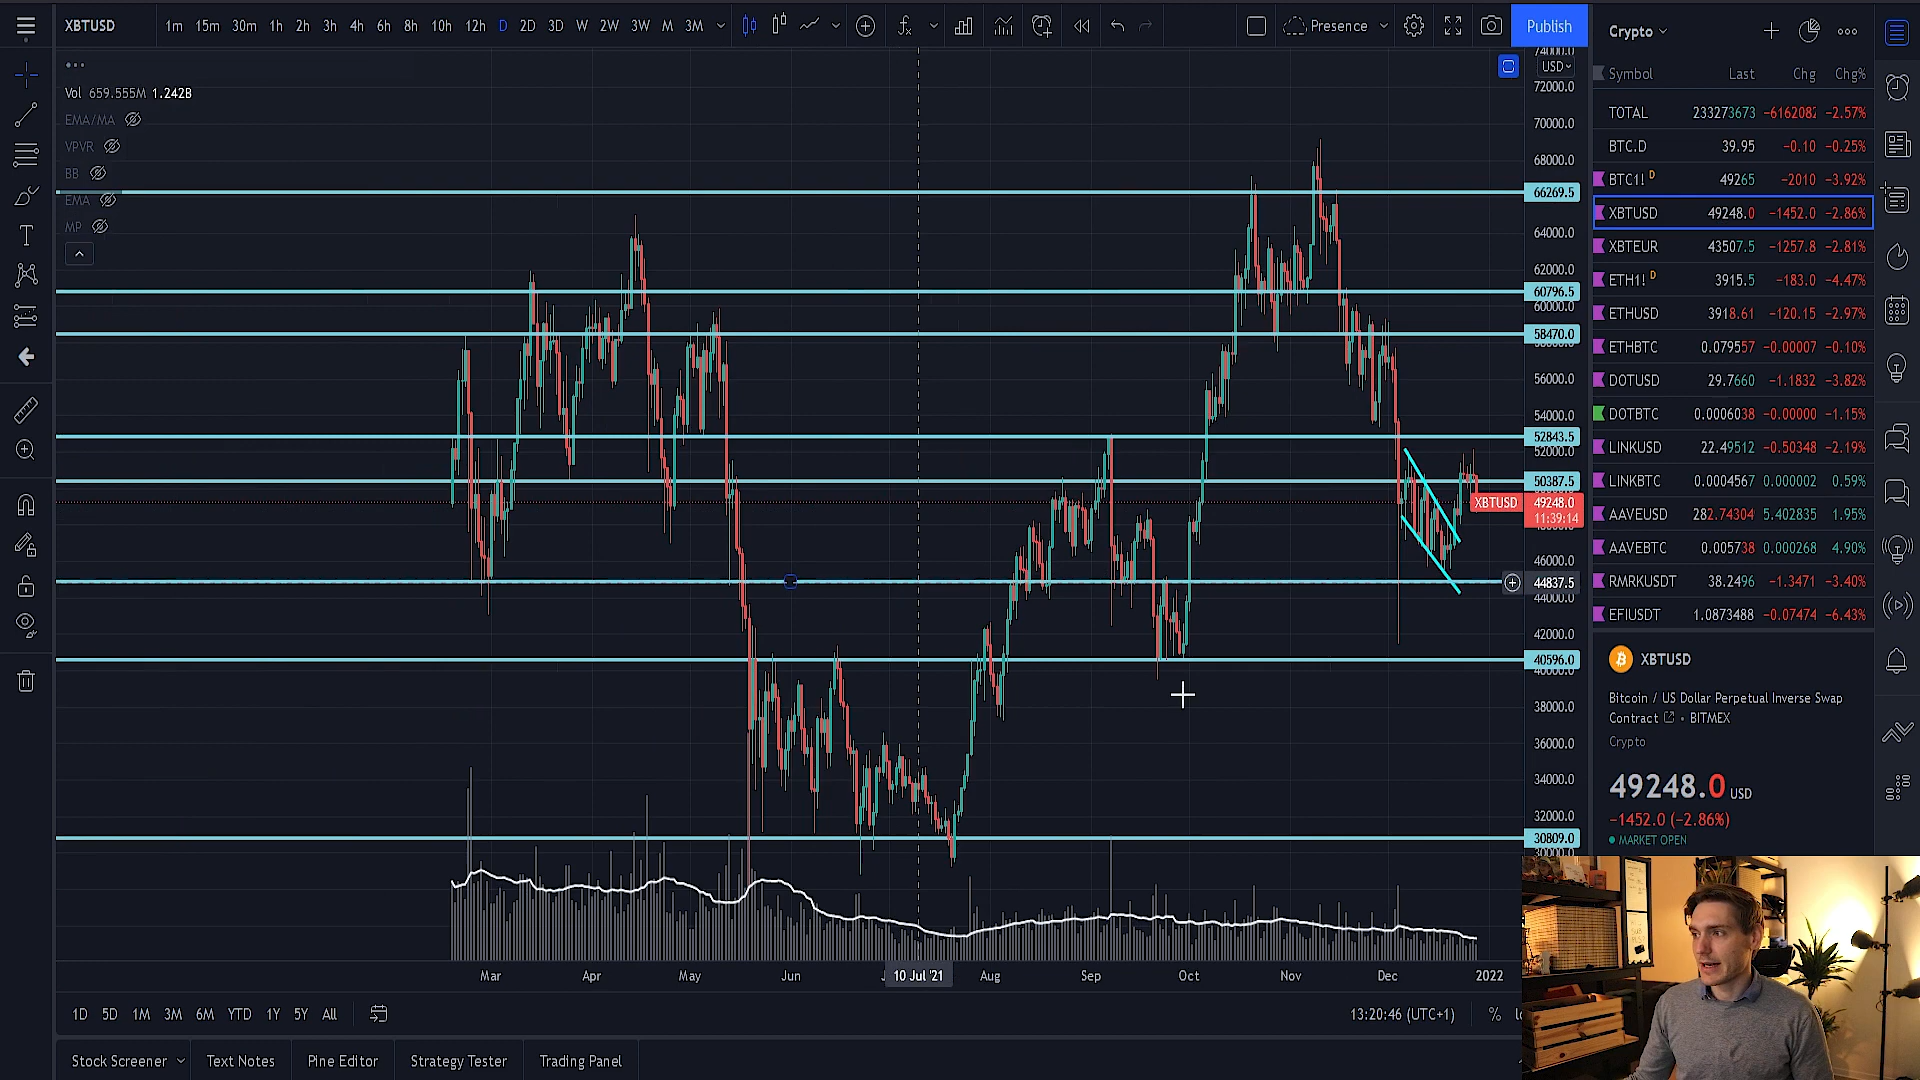 XBTUSD 1m 15m 30m 1h 2h 3h 4h 6h 8h 10h 12h D 2D 3D W 2W 3W M 3M Presence Publish
Vol 659.555M 1.242B
EMA/MA
VPVR
BB
EMA
MP
74000.0
USD
72000.0
70000.0
68000.0
66269.5
64000.0
62000.0
60796.5
60000.0
58470.0
56000.0
54000.0
52843.5
52000.0
50387.5
XBTUSD 49248.0
11:39:14
46000.0
44837.5
44000.0
42000.0
40596.0
40000.0
38000.0
36000.0
34000.0
32000.0
30809.0
30000.0
Mar Apr May Jun 10 Jul '21 Aug Sep Oct Nov Dec 2022
1D 5D 1M 3M 6M YTD 1Y 5Y All 13:20:46 (UTC+1) %
Stock Screener Text Notes Pine Editor Strategy Tester Trading Panel
Crypto
Symbol Last Chg Chg%
TOTAL 233273673 −2.57%
BTC.D 39.95 −0.10 −0.25%
BTC1! D 49265 −2010 −3.92%
XBTUSD 49248.0 −1452.0 −2.86%
XBTEUR 43507.5 −1257.8 −2.81%
ETH1! D 3915.5 −183.0 −4.47%
ETHUSD 3918.61 −120.15 −2.97%
ETHBTC 0.079557 −0.00007 −0.10%
DOTUSD 29.7660 −1.1832 −3.82%
DOTBTC 0.0006038 −0.00000 −1.15%
LINKUSD 22.49512 −0.50348 −2.19%
LINKBTC 0.0004567 0.000002 0.59%
AAVEUSD 282.74304 5.402835 1.95%
AAVEBTC 0.005738 0.000268 4.90%
RMRKUSDT 38.2496 −1.3471 −3.40%
EFIUSDT 1.0873488 −0.07474 −6.43%
XBTUSD
Bitcoin / US Dollar Perpetual Inverse Swap
Contract • BITMEX
Crypto
49248.0 USD
−1452.0 (−2.86%)
MARKET OPEN